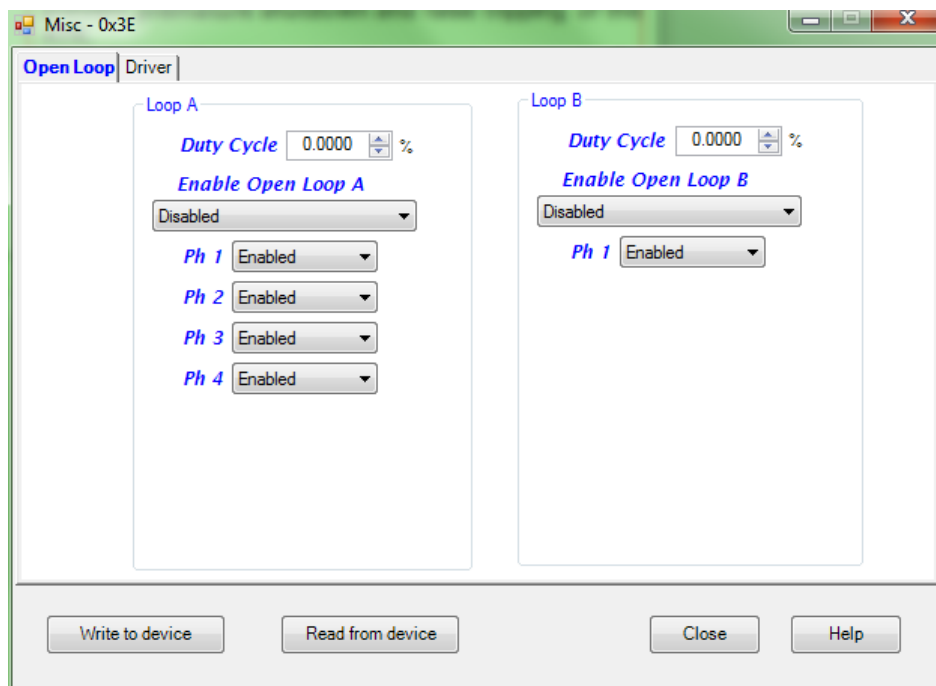 Misc - 0x3E
Open Loop Driver
Loop A
Duty Cycle 0.0000 %
Enable Open Loop A
Disabled
Ph 1 Enabled
Ph 2 Enabled
Ph 3 Enabled
Ph 4 Enabled
Loop B
Duty Cycle 0.0000 %
Enable Open Loop B
Disabled
Ph 1 Enabled
Write to device Read from device Close Help